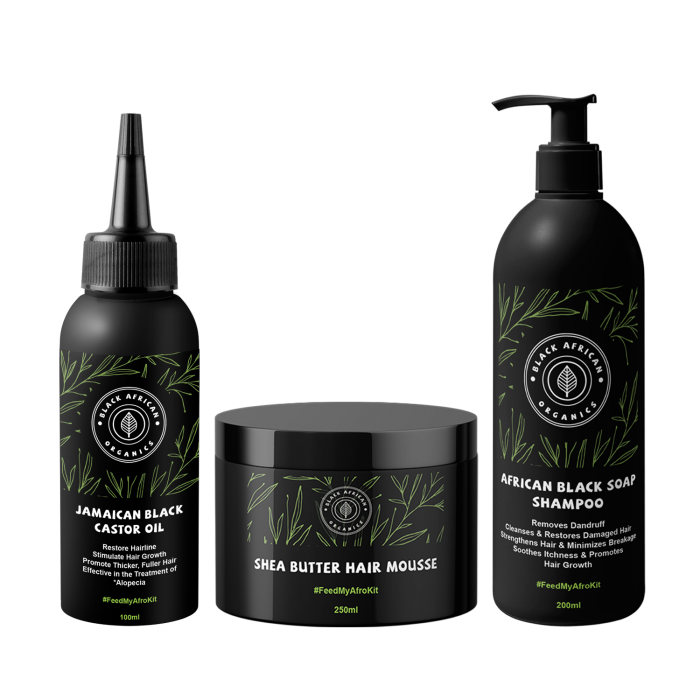 BLACK AFRICAN
ORGANICS
JAMAICAN BLACK
CASTOR OIL
Restore Hairline
Stimulate Hair Growth
Promote Thicker, Fuller Hair
Effective in the Treatment of
*Alopecia
#FeedMyAfroKit
100ml
BLACK AFRICAN
ORGANICS
SHEA BUTTER HAIR MOUSSE
#FeedMyAfroKit
250ml
BLACK AFRICAN
ORGANICS
AFRICAN BLACK SOAP
SHAMPOO
Removes Dandruff
Cleanses & Restores Damaged Hair
Strengthens Hair & Minimizes Breakage
Soothes Itchness & Promotes
Hair Growth
#FeedMyAfroKit
200ml